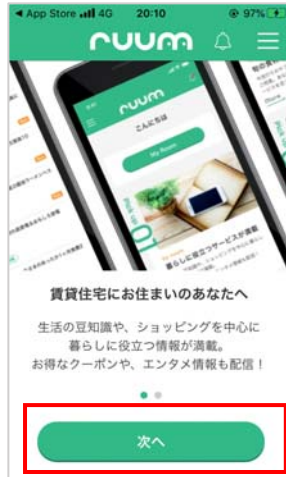 ◀ App Store 4G 20:10 97%
ruum
ruum
こんにちは
My Room
暮らしに役立つサービスが満載
賃貸住宅にお住まいのあなたへ
生活の豆知識や、ショッピングを中心に
暮らしに役立つ情報が満載。
お得なクーポンや、エンタメ情報も配信！
次へ